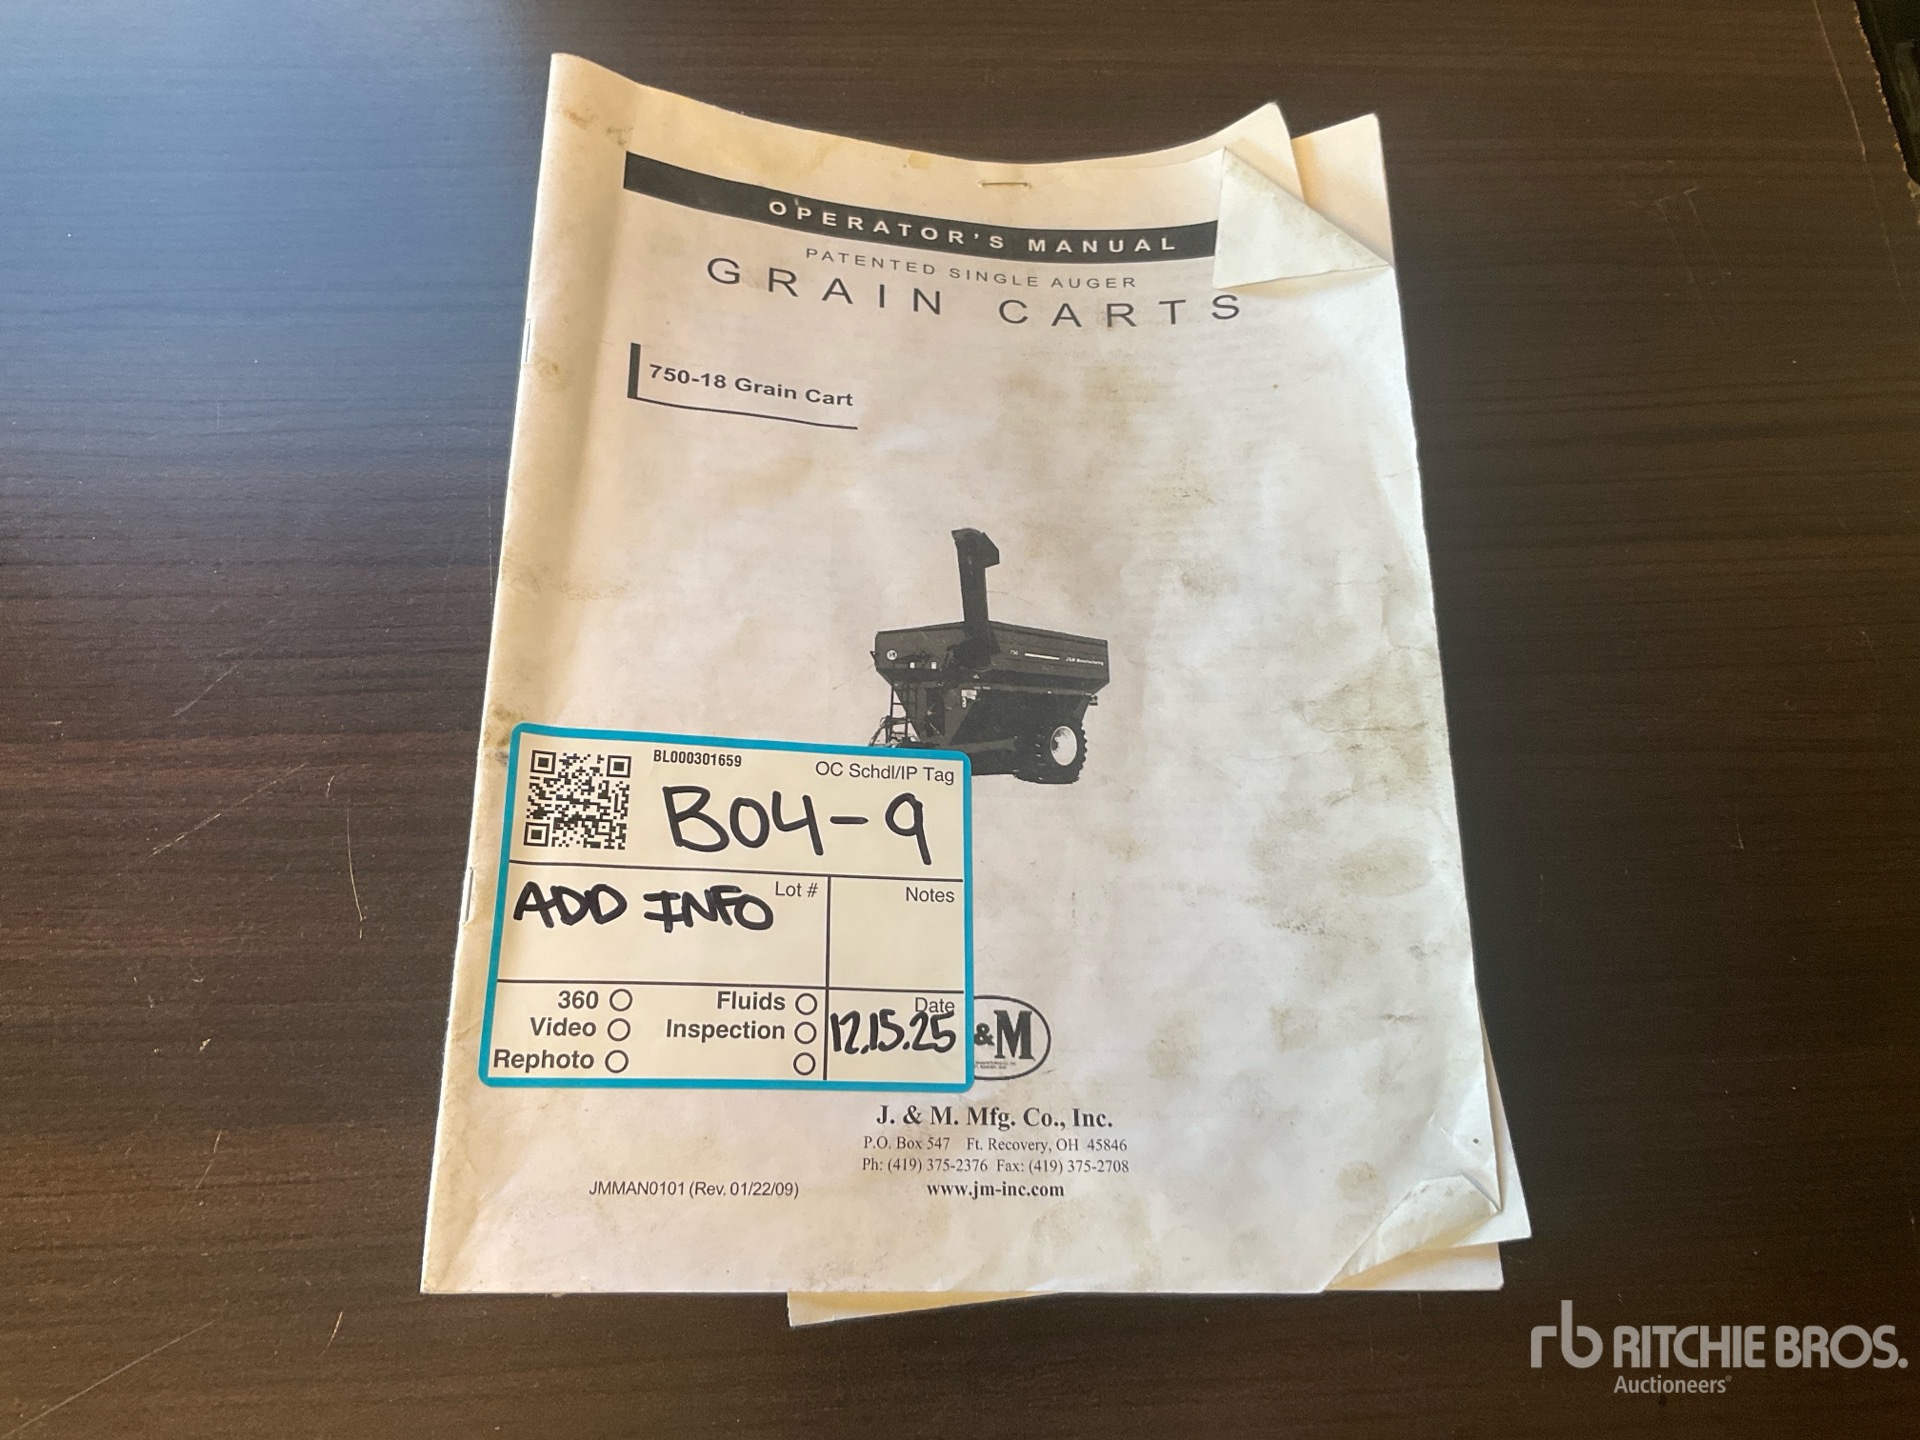 OPERATOR'S MANUAL
PATENTED SINGLE AUGER
GRAIN CARTS
750-18 Grain Cart
750
J&M Manufacturing
BL000301659
OC Schdl/IP Tag
B04-9
ADD INFO
Lot #
Notes
360
Fluids
Date
Video
Inspection
12.15.25
Rephoto
&M
J. & M. Mfg. Co., Inc.
P.O. Box 547 Ft. Recovery, OH 45846
Ph: (419) 375-2376 Fax: (419) 375-2708
JMMAN0101 (Rev. 01/22/09)
www.jm-inc.com
rb RITCHIE BROS.
Auctioneers